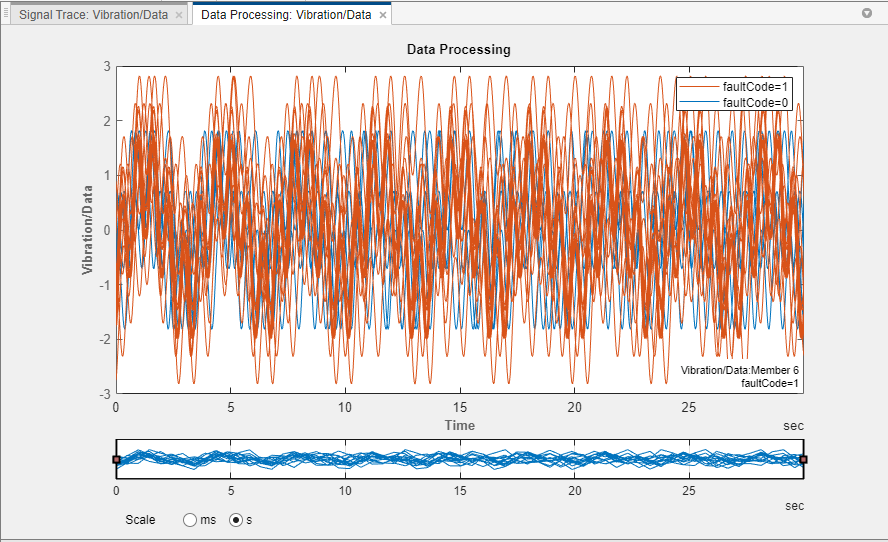 Signal Trace: Vibration/Data × Data Processing: Vibration/Data ×
Data Processing
faultCode=1
faultCode=0
3
2
1
0
-1
-2
-3
Vibration/Data
Vibration/Data:Member 6
faultCode=1
0 5 10 15 20 25
Time sec
0 5 10 15 20 25
sec
Scale ms s